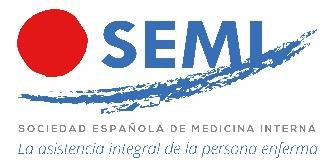 SEMI
SOCIEDAD ESPAÑOLA DE MEDICINA INTERNA
La asistencia integral de la persona enferma